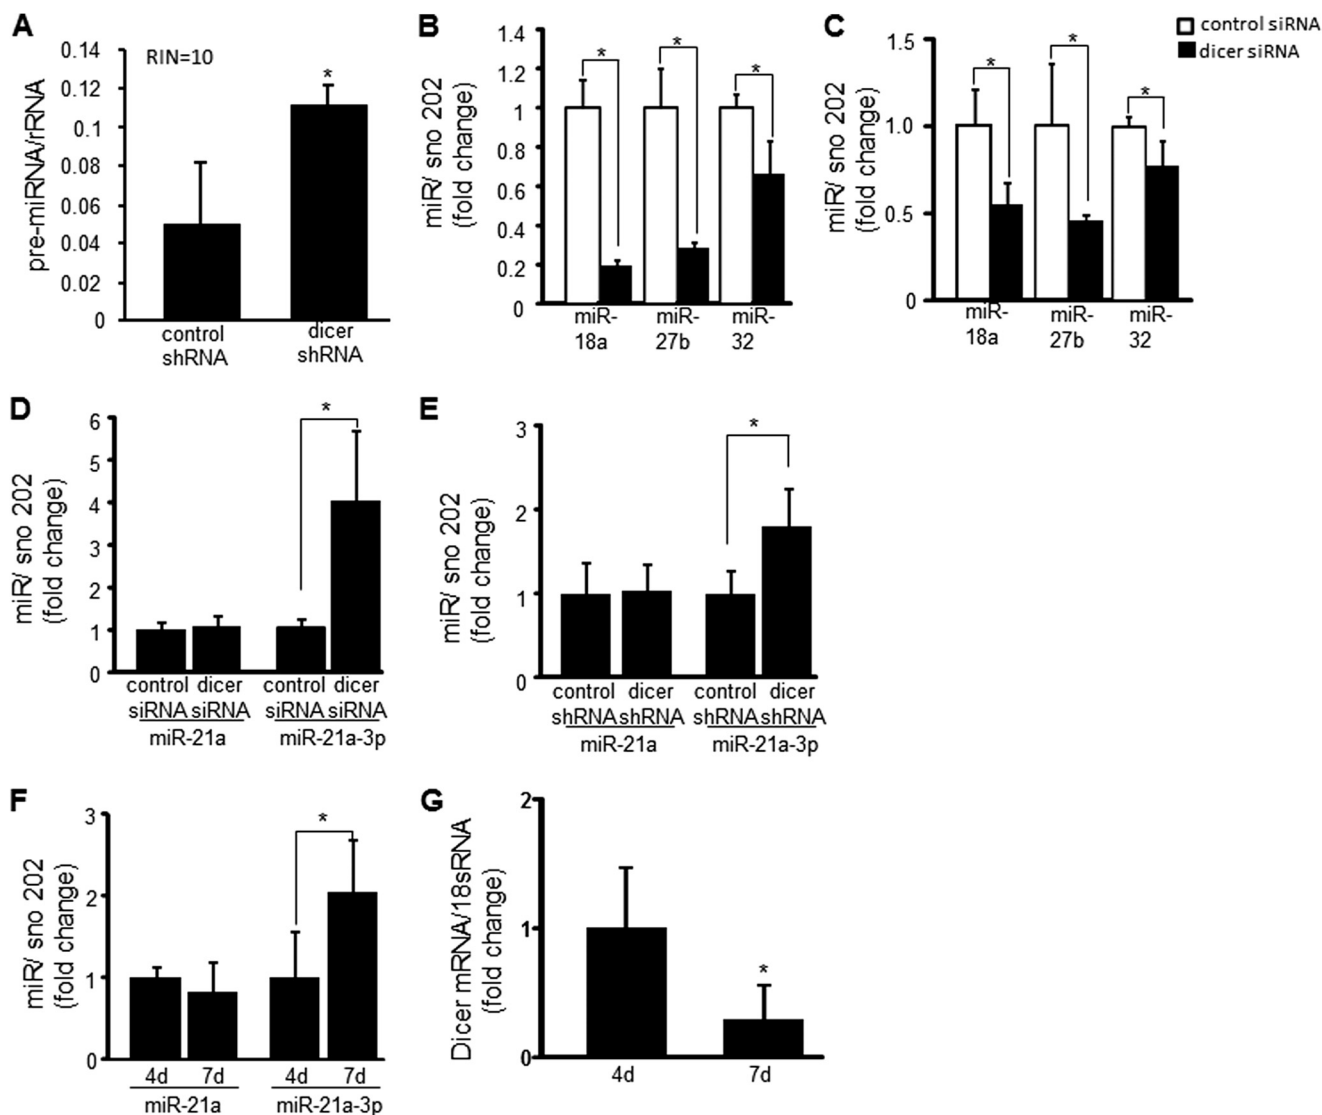 A
pre-miRNA/rRNA
0.14
0.12
0.1
0.08
0.06
0.04
0.02
0
RIN=10
*
control
shRNA
dicer
shRNA
B
miR/ sno 202
(fold change)
1.4
1.2
1
0.8
0.6
0.4
0.2
0
*
*
*
miR-
18a
miR-
27b
miR-
32
C
miR/ sno 202
(fold change)
1.5
1.0
0.5
0
*
*
*
miR-
18a
miR-
27b
miR-
32
control siRNA
dicer siRNA
D
miR/ sno 202
(fold change)
6
5
4
3
2
1
0
*
control
siRNA
dicer
siRNA
control
siRNA
dicer
siRNA
miR-21a
miR-21a-3p
E
miR/ sno 202
(fold change)
3
2
1
0
*
control
shRNA
dicer
shRNA
control
shRNA
dicer
shRNA
miR-21a
miR-21a-3p
F
miR/ sno 202
(fold change)
3
2
1
0
*
4d
7d
4d
7d
miR-21a
miR-21a-3p
G
Dicer mRNA/18sRNA
(fold change)
2
1
0
*
4d
7d